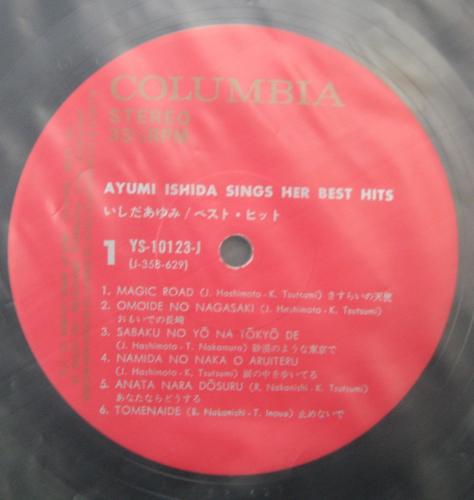 COLUMBIA
STEREO
33⅓RPM
AYUMI ISHIDA SINGS HER BEST HITS
いしだあゆみ/ベスト・ヒット
1 YS-10123-J
(J-358-629)
1. MAGIC ROAD (J. Hashimoto-K. Tsutsumi) さすらいの天使
2. OMOIDE NO NAGASAKI (J. Hashimoto-K. Tsutsumi)
おもいでの長崎
3. SABAKU NO YŌ NA TŌKYŌ DE
(J. Hashimoto-T. Nakamura) 砂漠のような東京で
4. NAMIDA NO NAKA O ARUITERU
(J. Hashimoto-K. Tsutsumi) 涙の中を歩いてる
5. ANATA NARA DŌSURU (R. Nakanishi-K. Tsutsumi)
あなたならどうする
6. TOMENAIDE (R. Nakanishi-T. Inoue) 止めないで